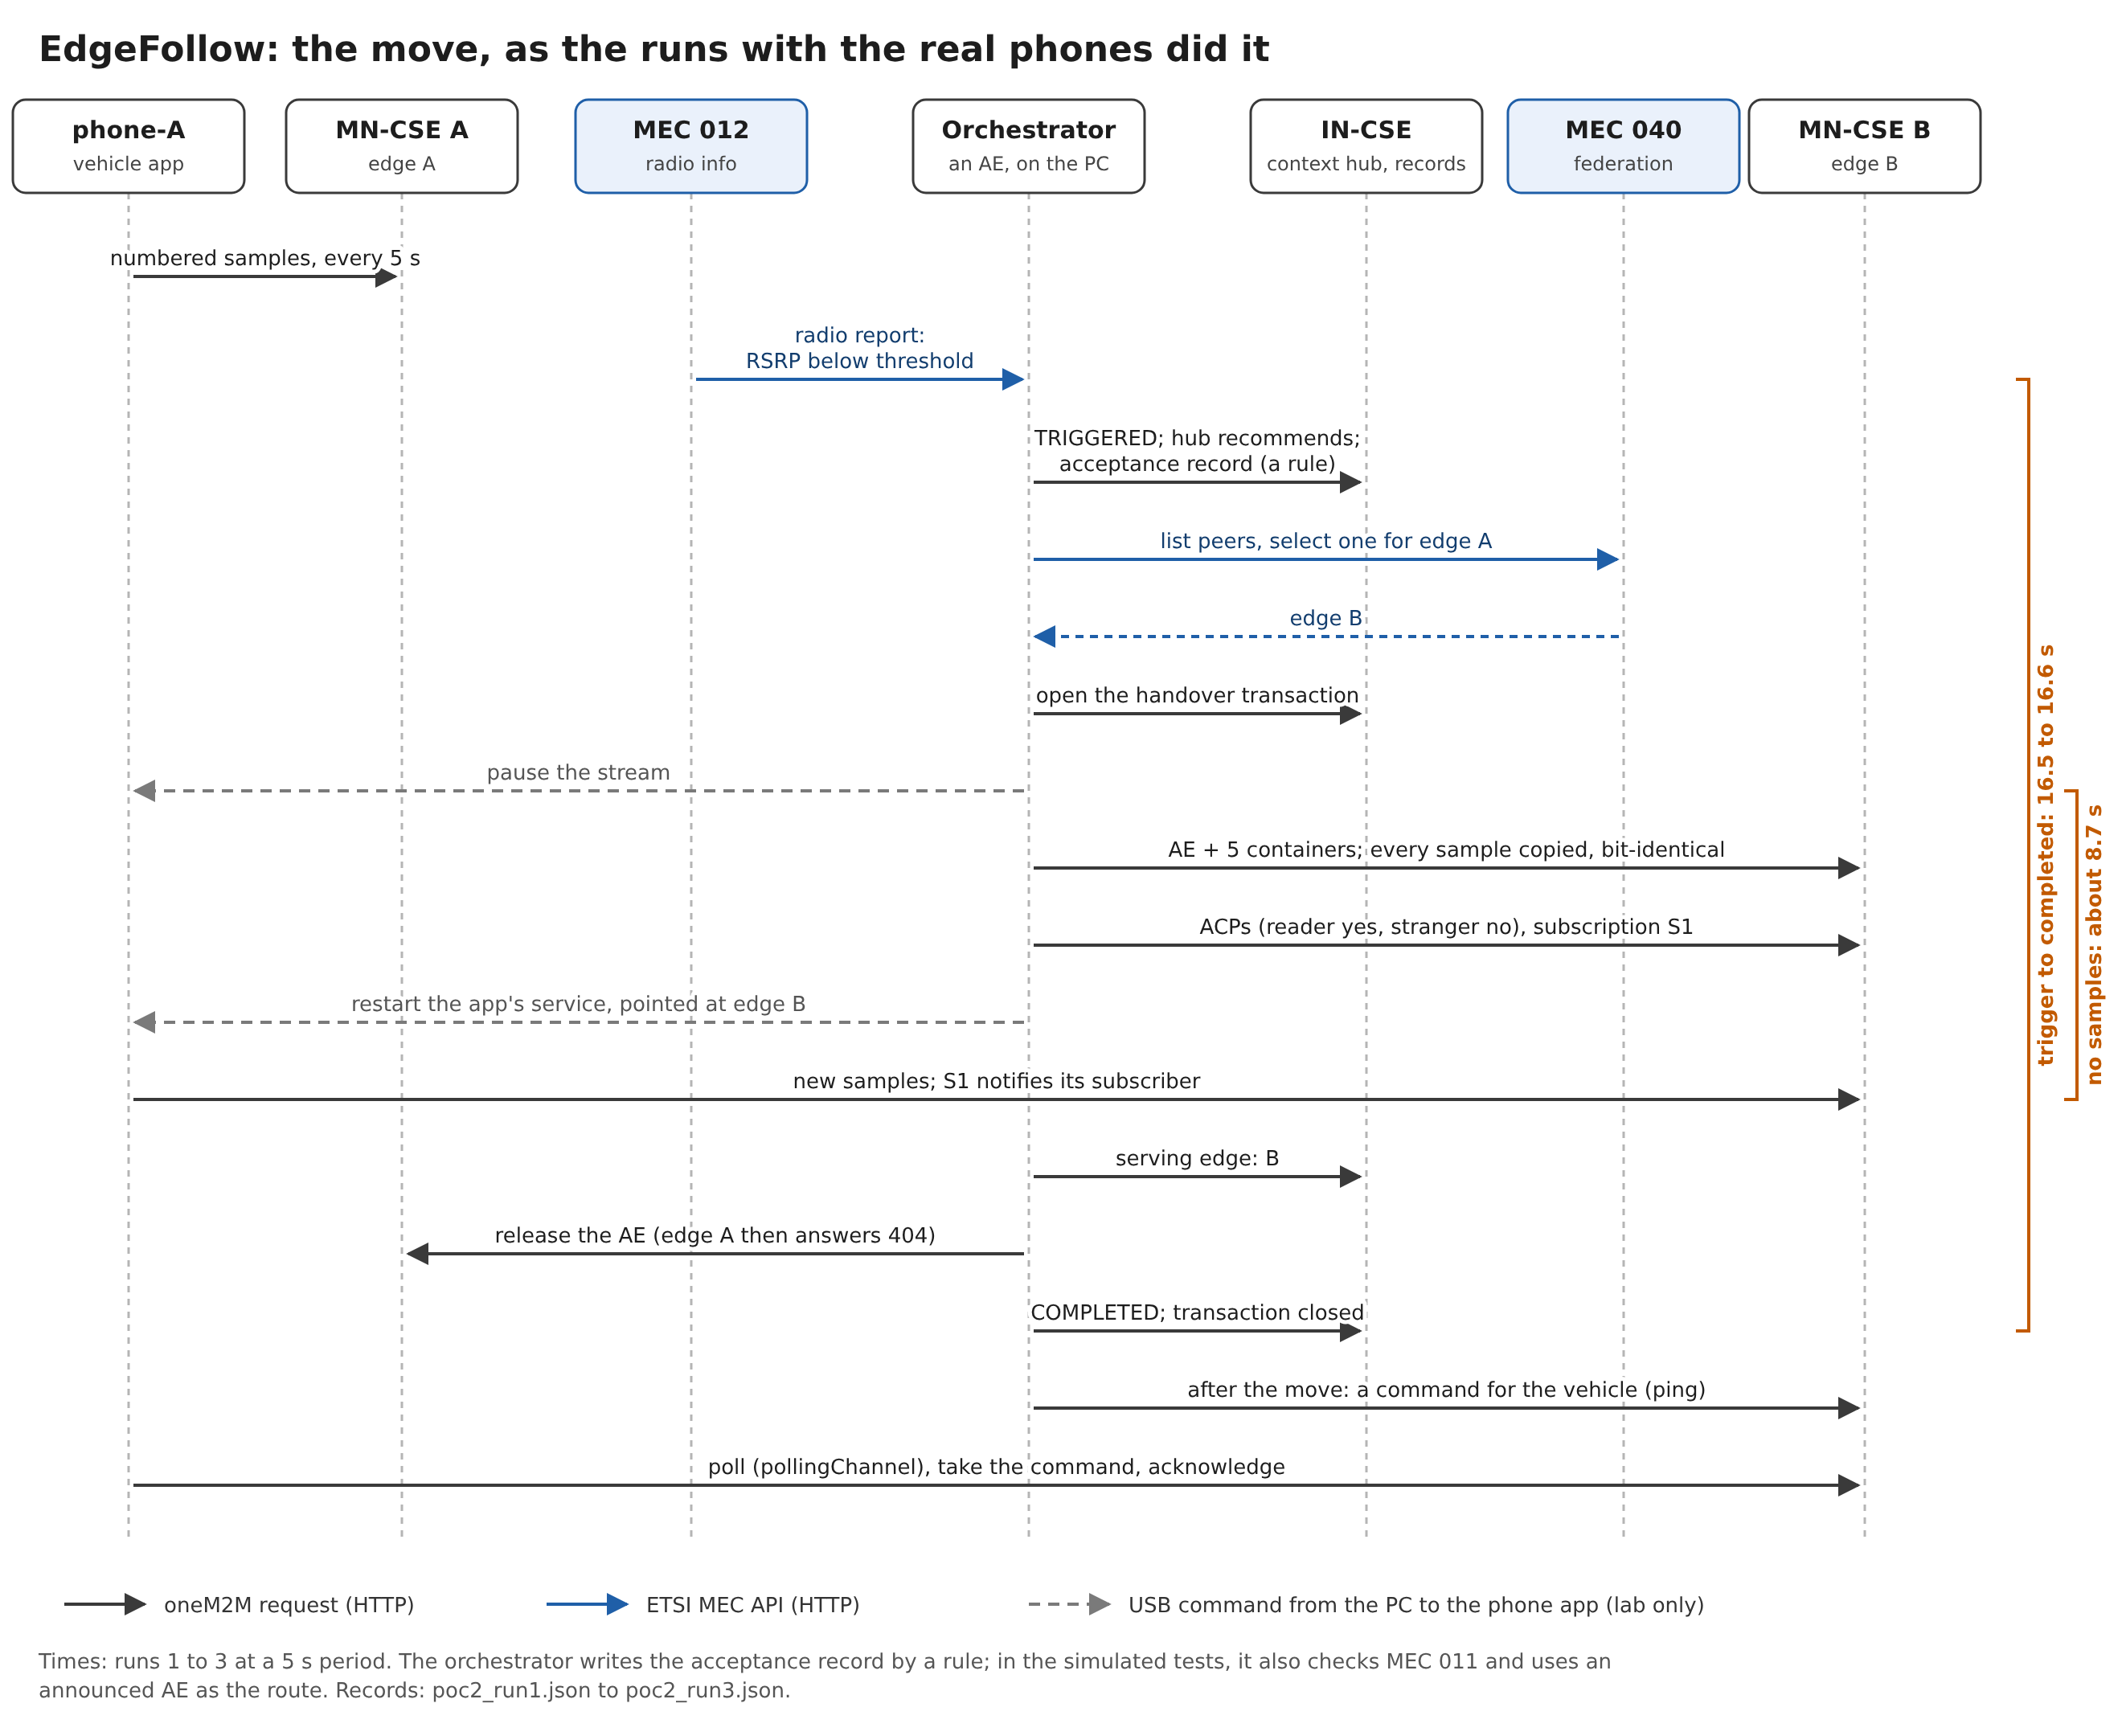 EdgeFollow: the move, as the runs with the real phones did it
phone-A
vehicle app
MN-CSE A
edge A
MEC 012
radio info
Orchestrator
an AE, on the PC
IN-CSE
context hub, records
MEC 040
federation
MN-CSE B
edge B
numbered samples, every 5 s
radio report:
RSRP below threshold
TRIGGERED; hub recommends;
acceptance record (a rule)
list peers, select one for edge A
edge B
open the handover transaction
pause the stream
AE + 5 containers; every sample copied, bit-identical
ACPs (reader yes, stranger no), subscription S1
restart the app's service, pointed at edge B
new samples; S1 notifies its subscriber
serving edge: B
release the AE (edge A then answers 404)
COMPLETED; transaction closed
after the move: a command for the vehicle (ping)
poll (pollingChannel), take the command, acknowledge
trigger to completed: 16.5 to 16.6 s
no samples: about 8.7 s
oneM2M request (HTTP)
ETSI MEC API (HTTP)
USB command from the PC to the phone app (lab only)
Times: runs 1 to 3 at a 5 s period. The orchestrator writes the acceptance record by a rule; in the simulated tests, it also checks MEC 011 and uses an
announced AE as the route. Records: poc2_run1.json to poc2_run3.json.